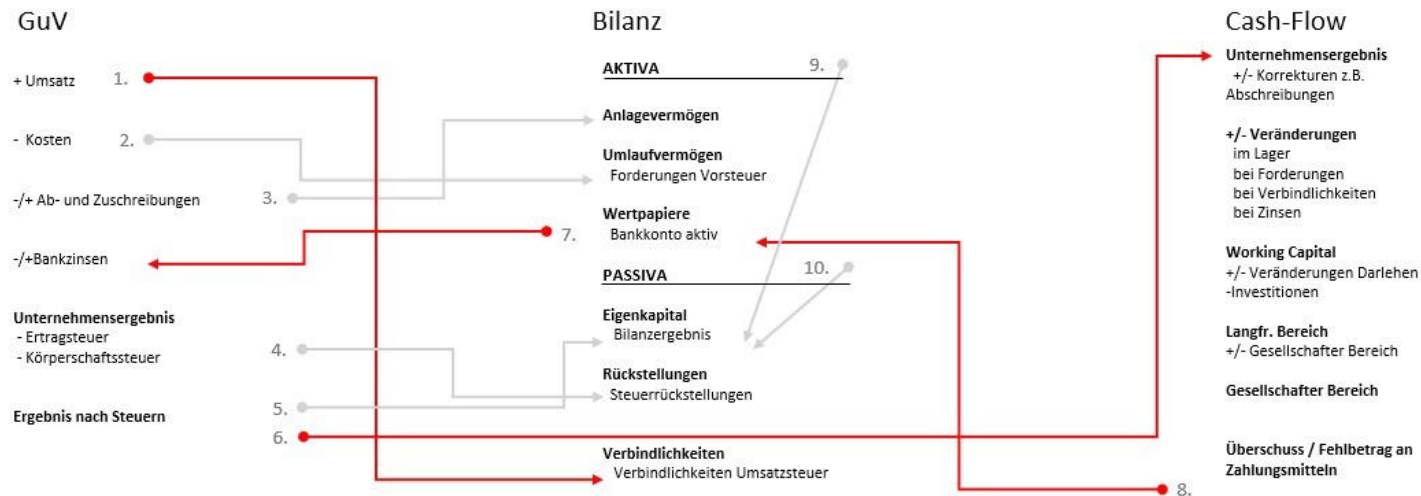 GuV
+ Umsatz
1.
- Kosten
2.
-/+ Ab- und Zuschreibungen
3.
-/+Bankzinsen
Unternehmensergebnis
- Ertragsteuer
- Körperschaftssteuer
4.
5.
Ergebnis nach Steuern
6.
Bilanz
AKTIVA
9.
Anlagevermögen
Umlaufvermögen
Forderungen Vorsteuer
Wertpapiere
7.
Bankkonto aktiv
PASSIVA
10.
Eigenkapital
Bilanzergebnis
Rückstellungen
Steuerrückstellungen
Verbindlichkeiten
Verbindlichkeiten Umsatzsteuer
Cash-Flow
Unternehmensergebnis
+/- Korrekturen z.B.
Abschreibungen
+/- Veränderungen
im Lager
bei Forderungen
bei Verbindlichkeiten
bei Zinsen
Working Capital
+/- Veränderungen Darlehen
-Investitionen
Langfr. Bereich
+/- Gesellschafter Bereich
Gesellschafter Bereich
Überschuss / Fehlbetrag an
Zahlungsmitteln
8.